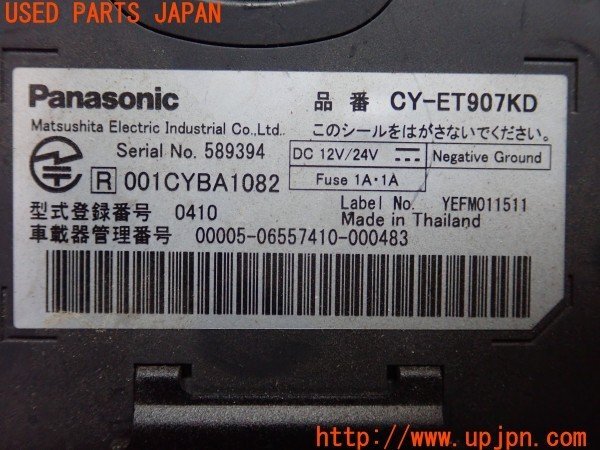 USED PARTS JAPAN
Panasonic 品番 CY-ET907KD
Matsushita Electric Industrial Co.,Ltd. このシールをはがさないでください。
Serial No. 589394 DC 12V/24V Negative Ground
R 001CYBA1082 Fuse 1A・1A
型式登録番号 0410 Label No. YEFM011511
Made in Thailand
車載器管理番号 00005-06557410-000483
http://www.upjpn.com